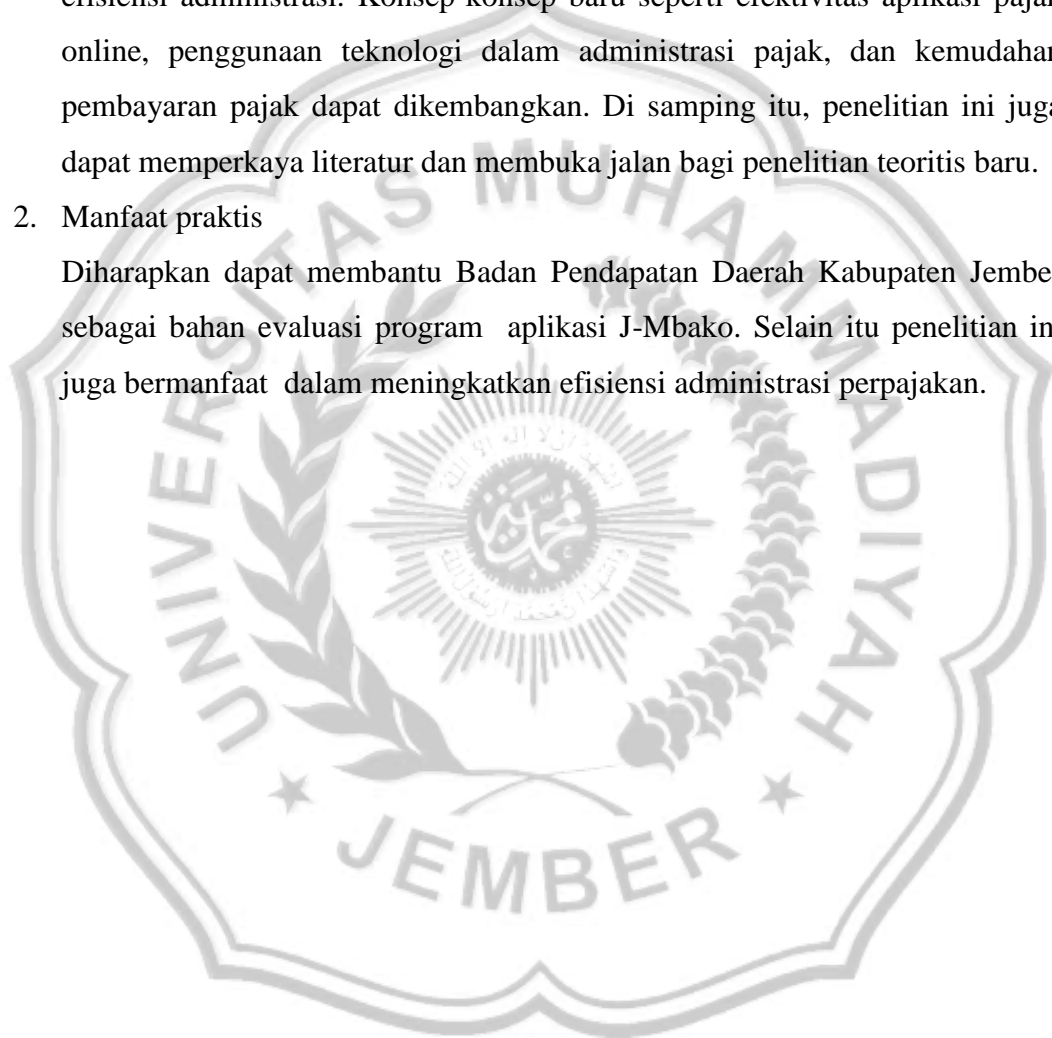 efisiensi administrasi. Konsep-konsep baru seperti efektivitas aplikasi pajak
online, penggunaan teknologi dalam administrasi pajak, dan kemudahan
pembayaran pajak dapat dikembangkan. Di samping itu, penelitian ini juga
dapat memperkaya literatur dan membuka jalan bagi penelitian teoritis baru.
2. Manfaat praktis
Diharapkan dapat membantu Badan Pendapatan Daerah Kabupaten Jembe
sebagai bahan evaluasi program aplikasi J-Mbako. Selain itu penelitian in
juga bermanfaat dalam meningkatkan efisiensi administrasi perpajakan.
UNIVERSITAS MUHAMMADIYAH
JEMBER